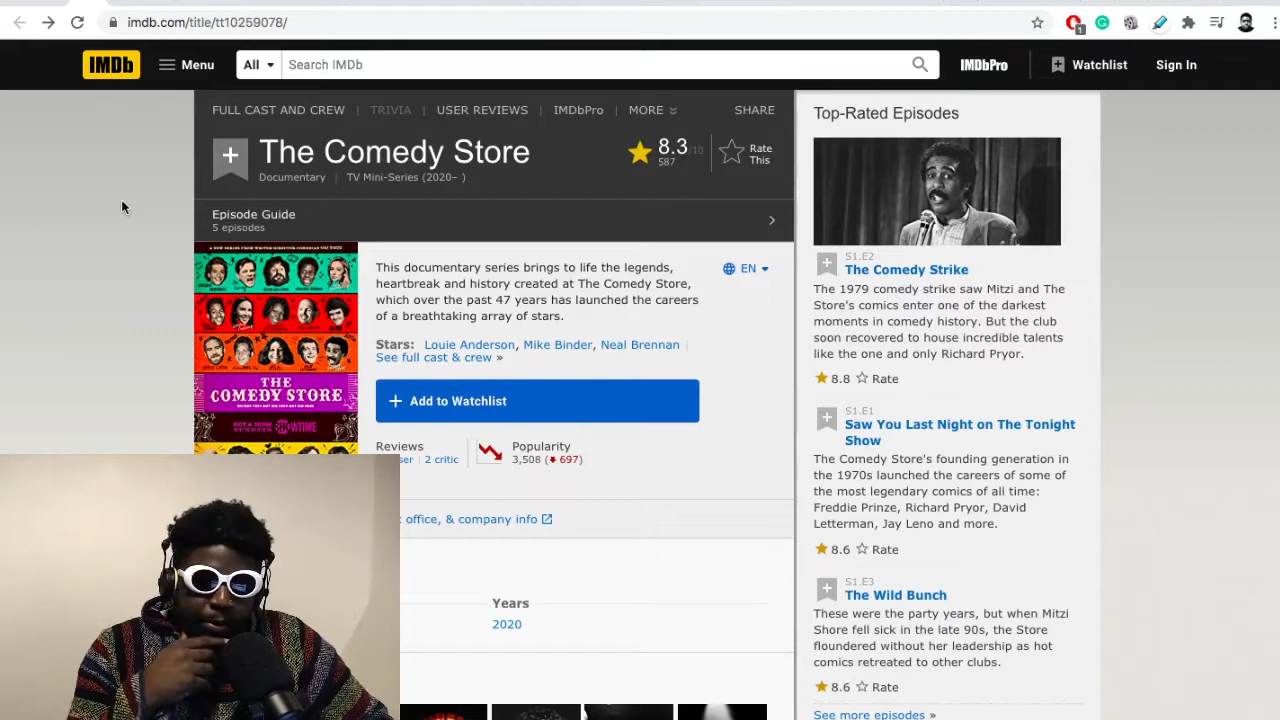 imdb.com/title/tt10259078/
1
IMDb
Menu
All
Search IMDb
IMDbPro
Watchlist
Sign In
FULL CAST AND CREW
TRIVIA
USER REVIEWS
IMDbPro
MORE
SHARE
The Comedy Store
8.3/10
587
Rate
This
Documentary | TV Mini-Series (2020– )
Episode Guide
5 episodes
THE
COMEDY STORE
SHOWTIME
This documentary series brings to life the legends,
heartbreak and history created at The Comedy Store,
which over the past 47 years has launched the careers
of a breathtaking array of stars.
EN
Stars: Louie Anderson, Mike Binder, Neal Brennan |
See full cast & crew »
+ Add to Watchlist
Reviews
ser | 2 critic
Popularity
3,508 (697)
office, & company info
Years
2020
Top-Rated Episodes
S1.E2
The Comedy Strike
The 1979 comedy strike saw Mitzi and The
Store's comics enter one of the darkest
moments in comedy history. But the club
soon recovered to house incredible talents
like the one and only Richard Pryor.
8.8 Rate
S1.E1
Saw You Last Night on The Tonight
Show
The Comedy Store's founding generation in
the 1970s launched the careers of some of
the most legendary comics of all time:
Freddie Prinze, Richard Pryor, David
Letterman, Jay Leno and more.
8.6 Rate
S1.E3
The Wild Bunch
These were the party years, but when Mitzi
Shore fell sick in the late 90s, the Store
floundered without her leadership as hot
comics retreated to other clubs.
8.6 Rate
See more episodes »